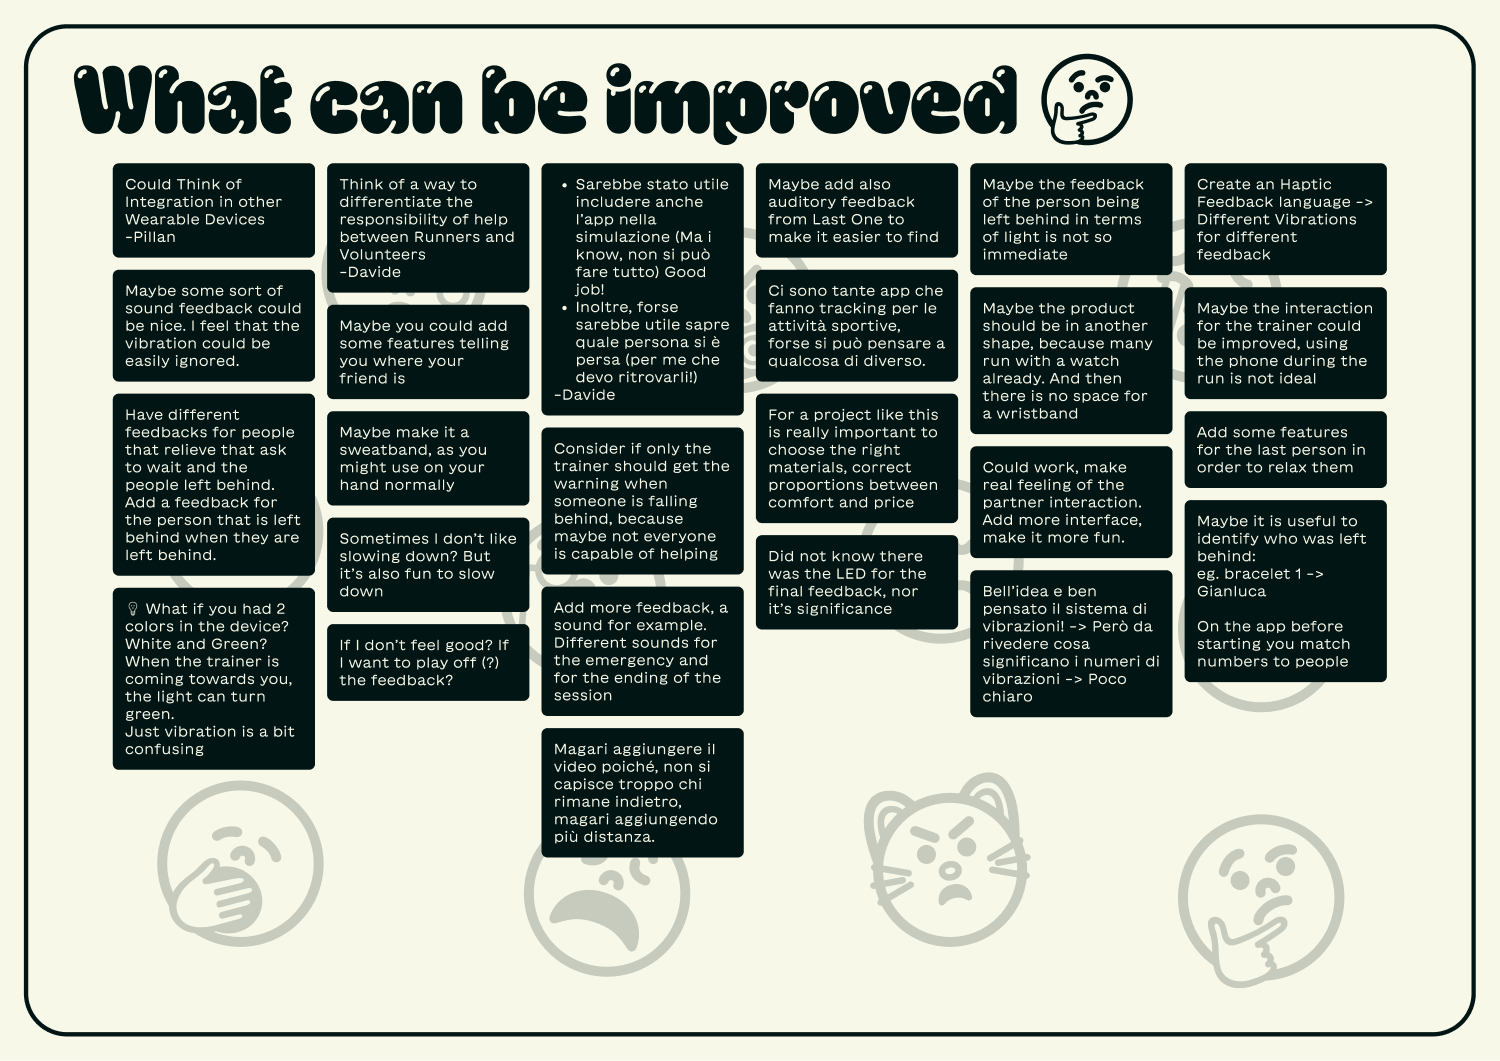 What can be improved
Could Think of
Integration in other
Wearable Devices
-Pillan
Maybe some sort of
sound feedback could
be nice. I feel that the
vibration could be
easily ignored.
Have different
feedbacks for people
that relieve that ask
to wait and the
people left behind.
Add a feedback for
the person that is left
behind when they are
left behind.
💡 What if you had 2
colors in the device?
White and Green?
When the trainer is
coming towards you,
the light can turn
green.
Just vibration is a bit
confusing
Think of a way to
differentiate the
responsibility of help
between Runners and
Volunteers
-Davide
Maybe you could add
some features telling
you where your
friend is
Maybe make it a
sweatband, as you
might use on your
hand normally
Sometimes I don't like
slowing down? But
it's also fun to slow
down
If I don't feel good? If
I want to play off (?)
the feedback?
• Sarebbe stato utile
includere anche
l'app nella
simulazione (Ma i
know, non si può
fare tutto) Good
job!
• Inoltre, forse
sarebbe utile sapre
quale persona si è
persa (per me che
devo ritrovarli!)
-Davide
Consider if only the
trainer should get the
warning when
someone is falling
behind, because
maybe not everyone
is capable of helping
Add more feedback, a
sound for example.
Different sounds for
the emergency and
for the ending of the
session
Magari aggiungere il
video poiché, non si
capisce troppo chi
rimane indietro,
magari aggiungendo
più distanza.
Maybe add also
auditory feedback
from Last One to
make it easier to find
Ci sono tante app che
fanno tracking per le
attività sportive,
forse si può pensare a
qualcosa di diverso.
For a project like this
is really important to
choose the right
materials, correct
proportions between
comfort and price
Did not know there
was the LED for the
final feedback, nor
it's significance
Maybe the feedback
of the person being
left behind in terms
of light is not so
immediate
Maybe the product
should be in another
shape, because many
run with a watch
already. And then
there is no space for
a wristband
Could work, make
real feeling of the
partner interaction.
Add more interface,
make it more fun.
Bell'idea e ben
pensato il sistema di
vibrazioni! -> Però da
rivedere cosa
significano i numeri di
vibrazioni -> Poco
chiaro
Create an Haptic
Feedback language ->
Different Vibrations
for different
feedback
Maybe the interaction
for the trainer could
be improved, using
the phone during the
run is not ideal
Add some features
for the last person in
order to relax them
Maybe it is useful to
identify who was left
behind:
eg. bracelet 1 ->
Gianluca
On the app before
starting you match
numbers to people